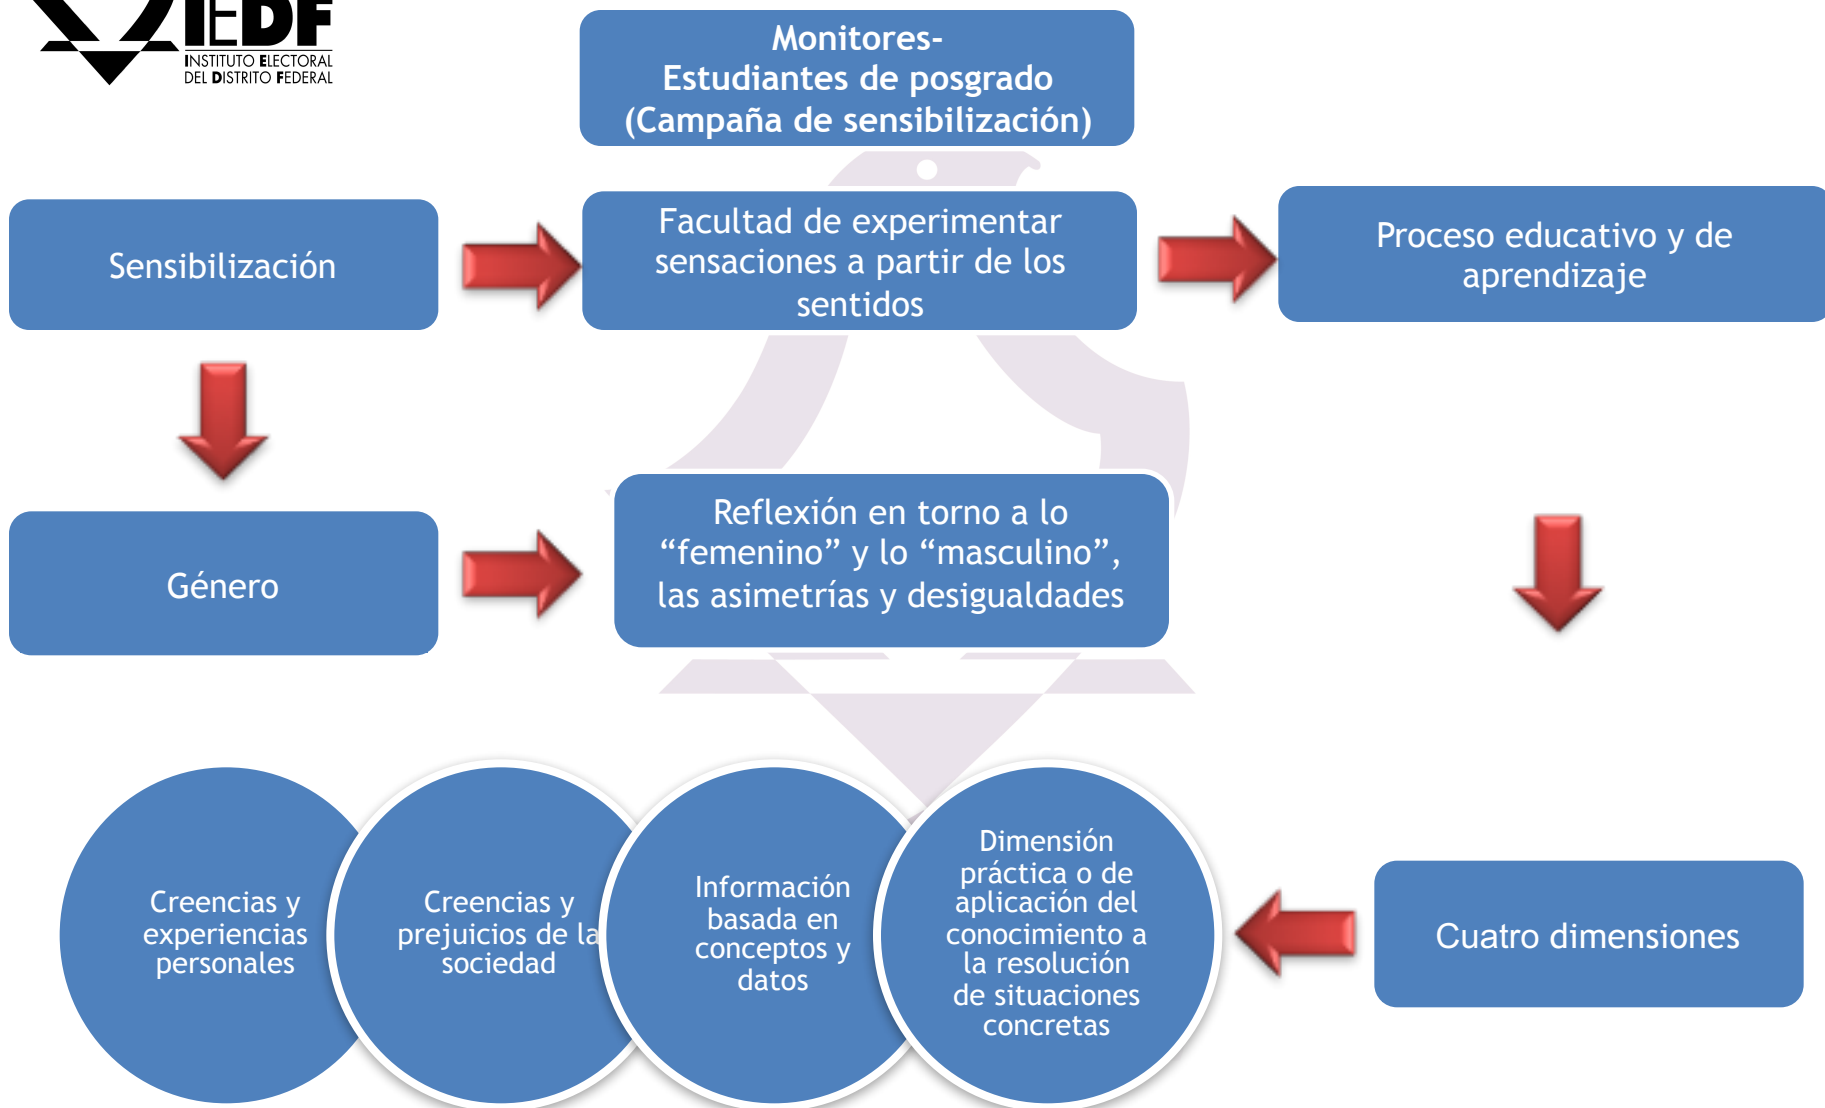 IEDF
INSTITUTO ELECTORAL
DEL DISTRITO FEDERAL
Monitores-
Estudiantes de posgrado
(Campaña de sensibilización)
Sensibilización
Facultad de experimentar
sensaciones a partir de los
sentidos
Proceso educativo y de
aprendizaje
Género
Reflexión en torno a lo
“femenino” y lo “masculino”,
las asimetrías y desigualdades
Creencias y
experiencias
personales
Creencias y
prejuicios de la
sociedad
Información
basada en
conceptos y
datos
Dimensión
práctica o de
aplicación del
conocimiento a
la resolución
de situaciones
concretas
Cuatro dimensiones